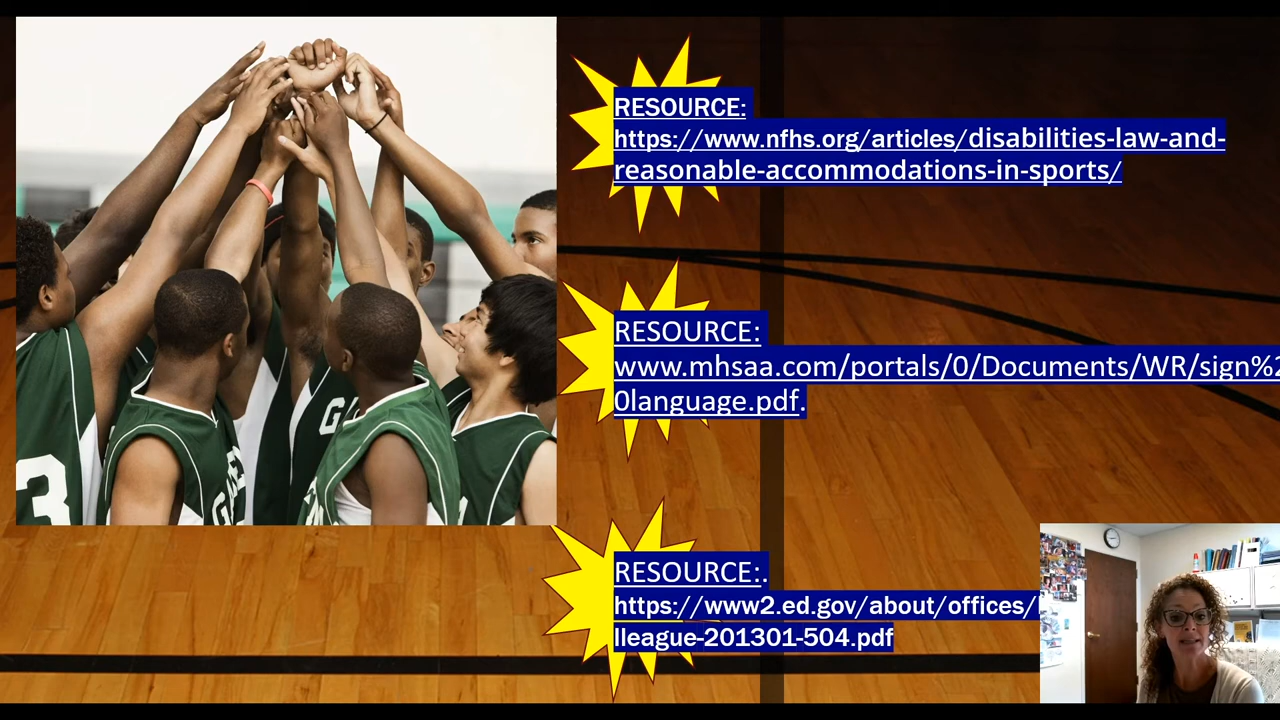 RESOURCE:
https://www.nfhs.org/articles/disabilities-law-and-
reasonable-accommodations-in-sports/
RESOURCE:
www.mhsaa.com/portals/0/Documents/WR/sign%2
0language.pdf.
RESOURCE:.
https://www2.ed.gov/about/offices/
lleague-201301-504.pdf
3
G